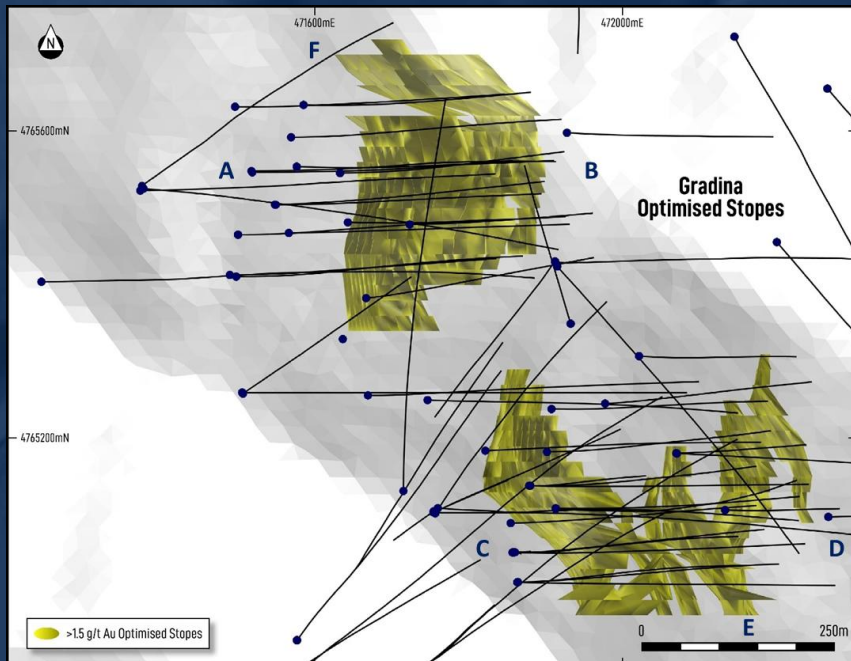 471600mE
472000mE
N
F
4765600mN
A
B
Gradina
Optimised Stopes
4765200mN
C
D
>1.5 g/t Au Optimised Stopes
E
0
250m